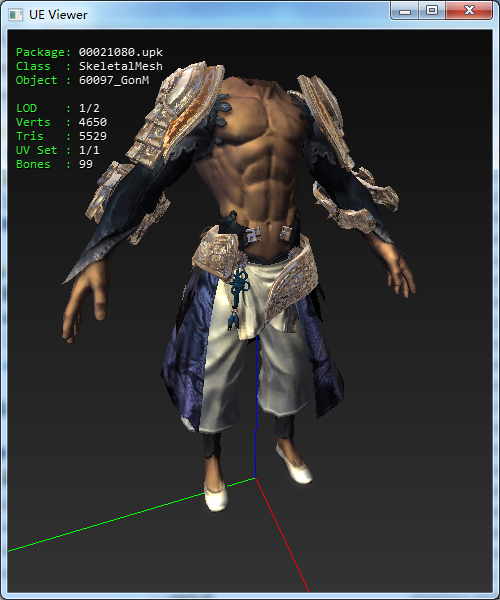 UE Viewer
Package: 00021080.upk
Class  : SkeletalMesh
Object : 60097_GonM
LOD    : 1/2
Verts  : 4650
Tris   : 5529
UV Set : 1/1
Bones  : 99